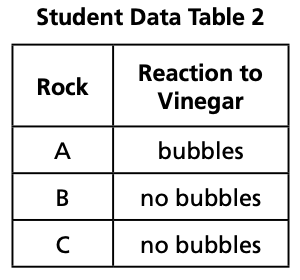 Student Data Table 2
Rock
Reaction to
Vinegar
A
bubbles
B
no bubbles
C
no bubbles